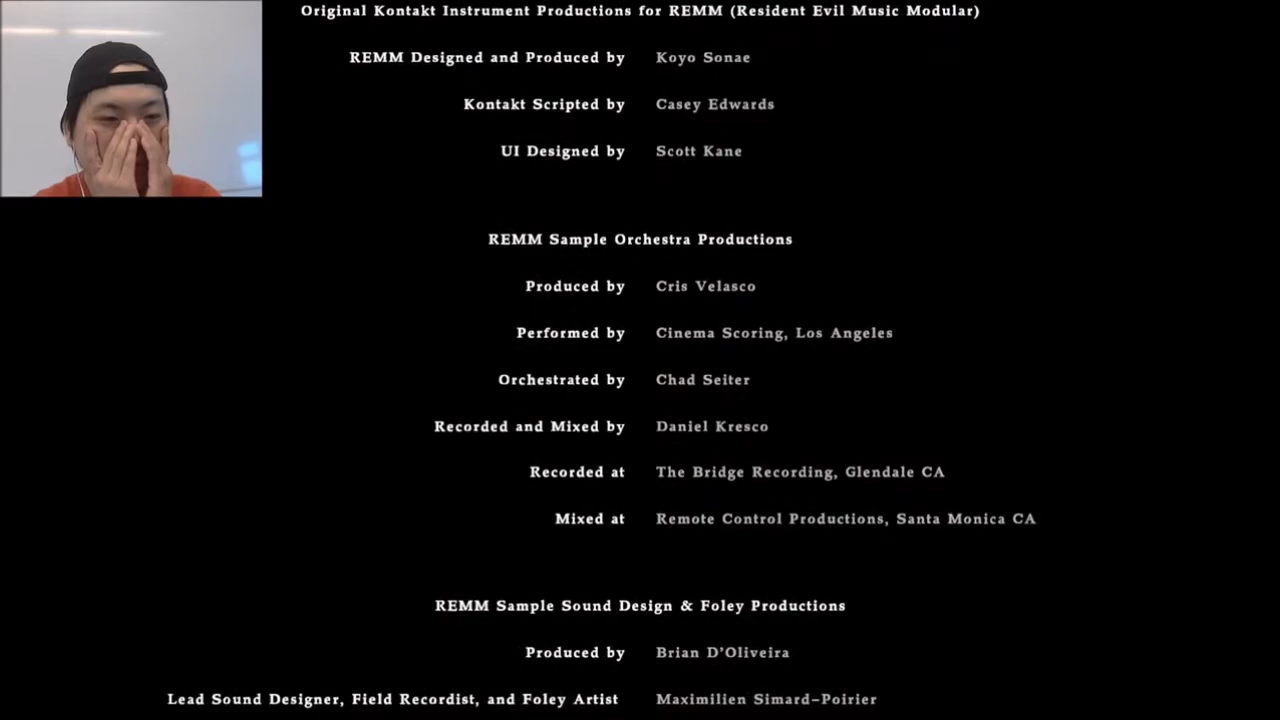 Original Kontakt Instrument Productions for REMM (Resident Evil Music Modular)
REMM Designed and Produced by Koyo Sonae
Kontakt Scripted by Casey Edwards
UI Designed by Scott Kane
REMM Sample Orchestra Productions
Produced by Cris Velasco
Performed by Cinema Scoring, Los Angeles
Orchestrated by Chad Seiter
Recorded and Mixed by Daniel Kresco
Recorded at The Bridge Recording, Glendale CA
Mixed at Remote Control Productions, Santa Monica CA
REMM Sample Sound Design & Foley Productions
Produced by Brian D'Oliveira
Lead Sound Designer, Field Recordist, and Foley Artist Maximilien Simard-Poirier